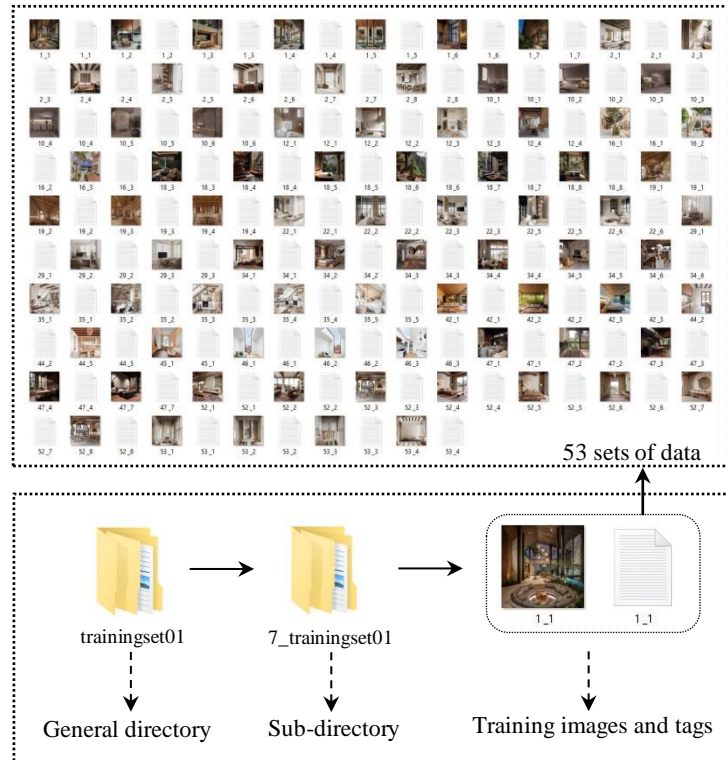 1_1 1_1 1_2 1_2 1_3 1_3 1_4 1_4 1_5 1_5 1_6 1_6 1_7 1_7 2_1 2_1 2_3
2_3 2_4 2_4 2_5 2_5 2_6 2_6 2_7 2_7 2_8 2_8 10_1 10_1 10_2 10_2 10_3 10_3
10_4 10_4 10_5 10_5 10_6 10_6 12_1 12_1 12_2 12_2 12_3 12_3 12_4 12_4 16_1 16_1 16_2
16_2 16_3 16_3 18_3 18_3 18_4 18_4 18_5 18_5 18_6 18_6 18_7 18_7 18_8 18_8 19_1 19_1
19_2 19_2 19_3 19_3 19_4 19_4 22_1 22_1 22_2 22_2 22_3 22_3 22_5 22_5 22_6 22_6 29_1
29_1 29_2 29_2 29_3 29_3 34_1 34_1 34_2 34_2 34_3 34_3 34_4 34_4 34_5 34_5 34_6 34_6
35_1 35_1 35_2 35_2 35_3 35_3 35_4 35_4 35_5 35_5 42_1 42_1 42_2 42_2 42_3 42_3 44_2
44_2 44_5 44_5 45_1 45_1 46_1 46_1 46_2 46_2 46_3 46_3 47_1 47_1 47_2 47_2 47_3 47_3
47_4 47_4 47_7 47_7 52_1 52_1 52_2 52_2 52_3 52_3 52_4 52_4 52_5 52_5 52_6 52_6 52_7
52_7 52_8 52_8 53_1 53_1 53_2 53_2 53_3 53_3 53_4 53_4
53 sets of data
1_1 1_1
trainingset01 7_trainingset01
General directory Sub-directory Training images and tags